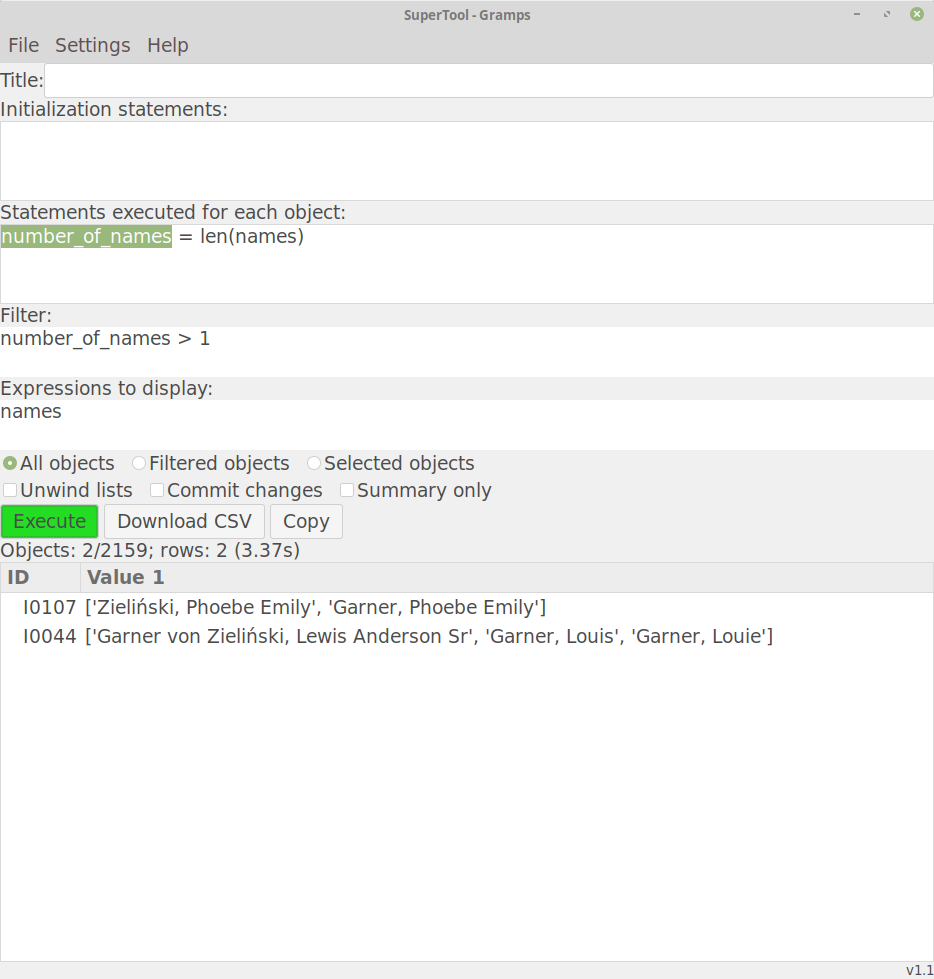 SuperTool - Gramps
File Settings Help
Title:
Initialization statements:
Statements executed for each object:
number_of_names = len(names)
Filter:
number_of_names > 1
Expressions to display:
names
All objects Filtered objects Selected objects
Unwind lists Commit changes Summary only
Execute Download CSV Copy
Objects: 2/2159; rows: 2 (3.37s)
ID Value 1
I0107 ['Zieliński, Phoebe Emily', 'Garner, Phoebe Emily']
I0044 ['Garner von Zieliński, Lewis Anderson Sr', 'Garner, Louis', 'Garner, Louie']
v1.1